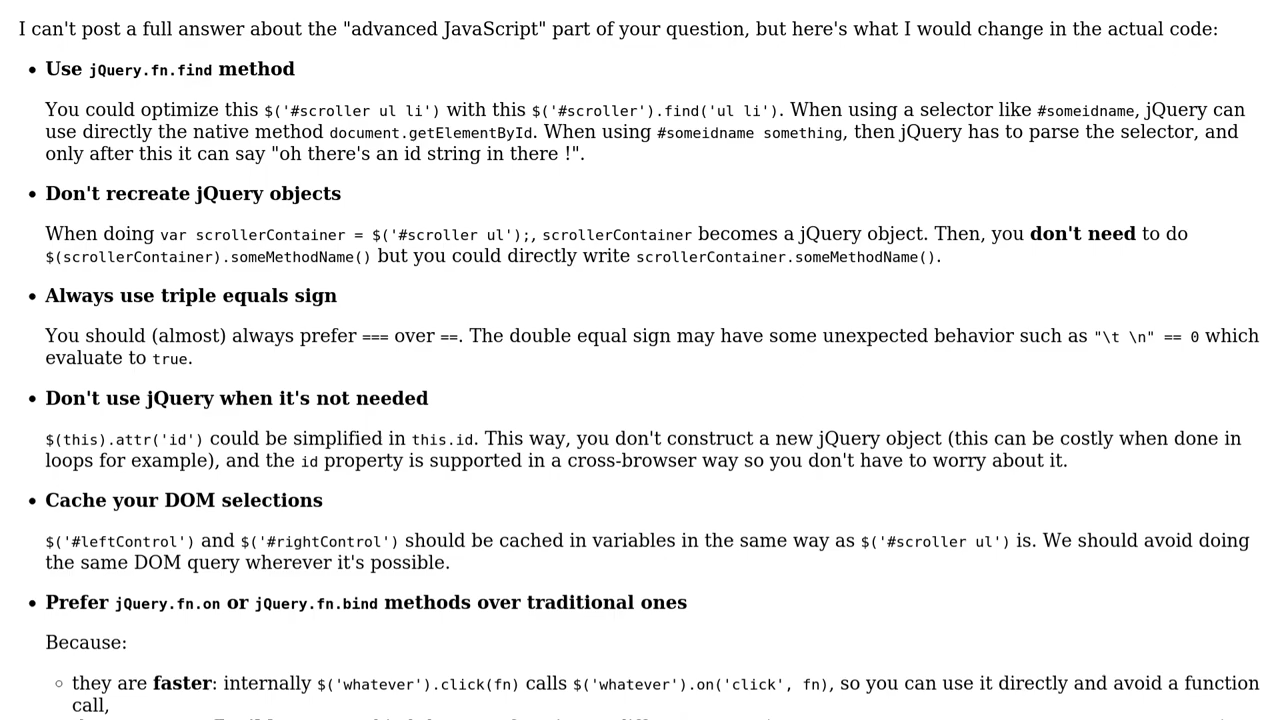 I can't post a full answer about the "advanced JavaScript" part of your question, but here's what I would change in the actual code:
• Use jQuery.fn.find method
You could optimize this $('#scroller ul li') with this $('#scroller').find('ul li'). When using a selector like #someidname, jQuery can
use directly the native method document.getElementById. When using #someidname something, then jQuery has to parse the selector, and
only after this it can say "oh there's an id string in there !".
• Don't recreate jQuery objects
When doing var scrollerContainer = $('#scroller ul');, scrollerContainer becomes a jQuery object. Then, you don't need to do
$(scrollerContainer).someMethodName() but you could directly write scrollerContainer.someMethodName().
• Always use triple equals sign
You should (almost) always prefer === over ==. The double equal sign may have some unexpected behavior such as "\t \n" == 0 which
evaluate to true.
• Don't use jQuery when it's not needed
$(this).attr('id') could be simplified in this.id. This way, you don't construct a new jQuery object (this can be costly when done in
loops for example), and the id property is supported in a cross-browser way so you don't have to worry about it.
• Cache your DOM selections
$('#leftControl') and $('#rightControl') should be cached in variables in the same way as $('#scroller ul') is. We should avoid doing
the same DOM query wherever it's possible.
• Prefer jQuery.fn.on or jQuery.fn.bind methods over traditional ones
Because:
◦ they are faster: internally $('whatever').click(fn) calls $('whatever').on('click', fn), so you can use it directly and avoid a function
call,